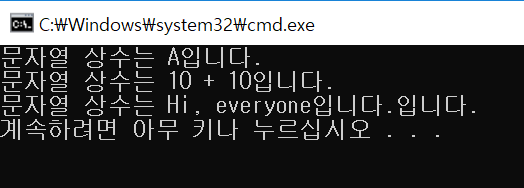 C:₩Windows₩system32₩cmd.exe
문자열 상수는 A입니다.
문자열 상수는 10 + 10입니다.
문자열 상수는 Hi, everyone입니다.입니다.
계속하려면 아무 키나 누르십시오 . . .